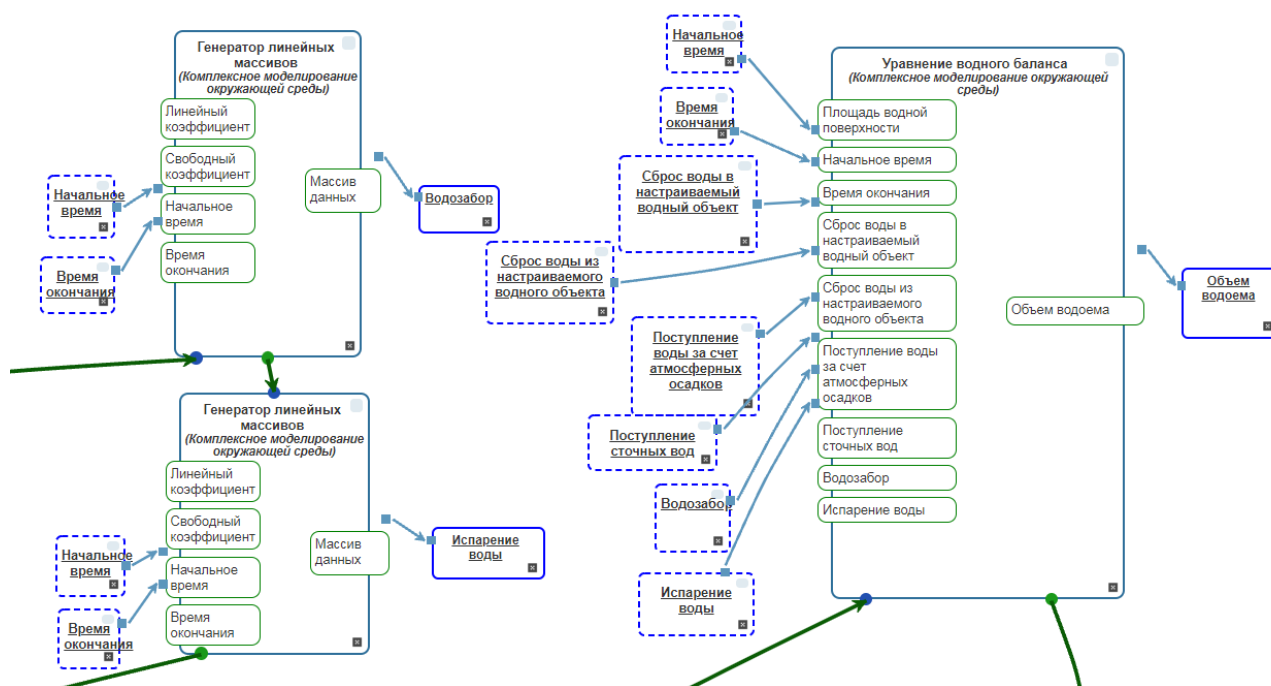 Генератор линейных
массивов
(Комплексное моделирование
окружающей среды)
Линейный
коэффициент
Свободный
коэффициент
Начальное
время
Время
окончания
Массив
данных
Начальное
время
Время
окончания
Водозабор
Генератор линейных
массивов
(Комплексное моделирование
окружающей среды)
Линейный
коэффициент
Свободный
коэффициент
Начальное
время
Время
окончания
Массив
данных
Начальное
время
Время
окончания
Испарение
воды
Начальное
время
Время
окончания
Сброс воды в
настраиваемый
водный объект
Сброс воды из
настраиваемого
водного объекта
Поступление
воды за счет
атмосферных
осадков
Поступление
сточных вод
Водозабор
Испарение
воды
Уравнение водного баланса
(Комплексное моделирование окружающей
среды)
Площадь водной
поверхности
Начальное время
Время окончания
Сброс воды в
настраиваемый
водный объект
Сброс воды из
настраиваемого
водного объекта
Поступление воды
за счет
атмосферных
осадков
Поступление
сточных вод
Водозабор
Испарение воды
Объем водоема
Объем
водоема